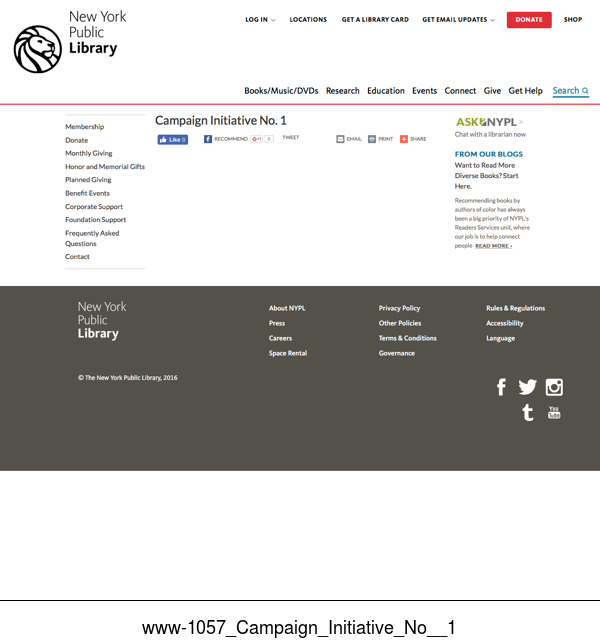 New York
Public
Library
LOG IN LOCATIONS GET A LIBRARY CARD GET EMAIL UPDATES DONATE SHOP
Books/Music/DVDs Research Education Events Connect Give Get Help Search
Membership
Donate
Monthly Giving
Honor and Memorial Gifts
Planned Giving
Benefit Events
Corporate Support
Foundation Support
Frequently Asked
Questions
Contact
Campaign Initiative No. 1
Like 0 RECOMMEND G+1 0 TWEET EMAIL PRINT SHARE
ASK NYPL >
Chat with a librarian now
FROM OUR BLOGS
Want to Read More
Diverse Books? Start
Here.
Recommending books by
authors of color has always
been a big priority of NYPL's
Readers Services unit, where
our job is to help connect
people READ MORE ›
New York
Public
Library
About NYPL
Press
Careers
Space Rental
Privacy Policy
Other Policies
Terms & Conditions
Governance
Rules & Regulations
Accessibility
Language
© The New York Public Library, 2016
You
Tube
www-1057_Campaign_Initiative_No__1